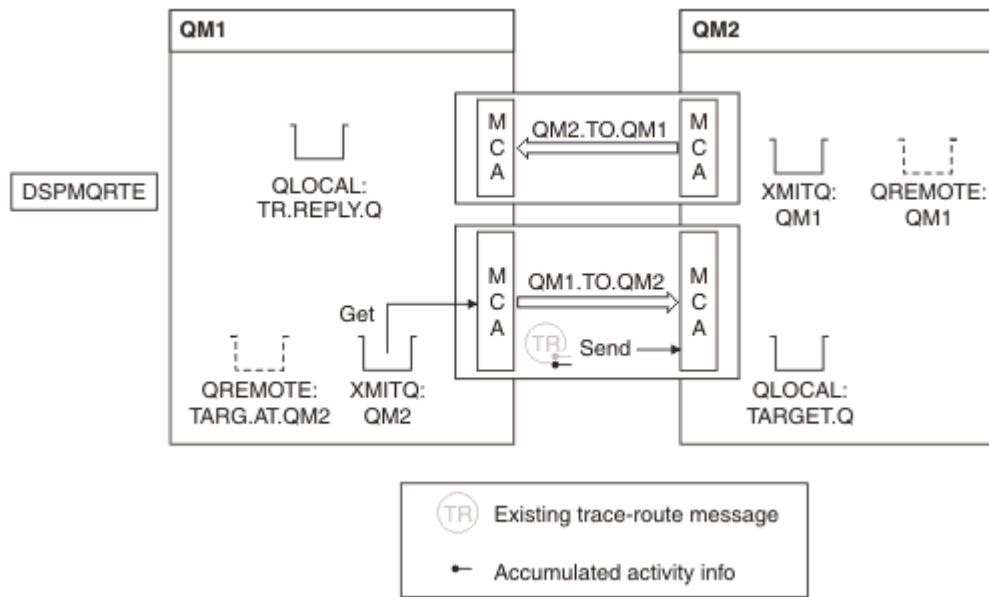 QM1
QM2
DSPMQRTE
QLOCAL:
TR.REPLY.Q
M
C
A
QM2.TO.QM1
M
C
A
XMITQ:
QM1
QREMOTE:
QM1
Get
M
C
A
QM1.TO.QM2
TR
Send
M
C
A
QREMOTE:
TARG.AT.QM2
XMITQ:
QM2
QLOCAL:
TARGET.Q
TR Existing trace-route message
Accumulated activity info